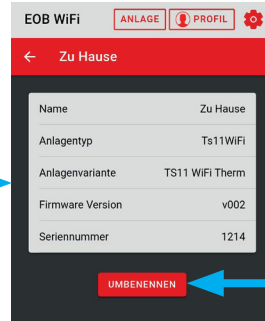 EOB WiFi ANLAGE PROFIL
← Zu Hause
Name Zu Hause
Anlagentyp Ts11WiFi
Anlagenvariante TS11 WiFi Therm
Firmware Version v002
Seriennummer 1214
UMBENENNEN